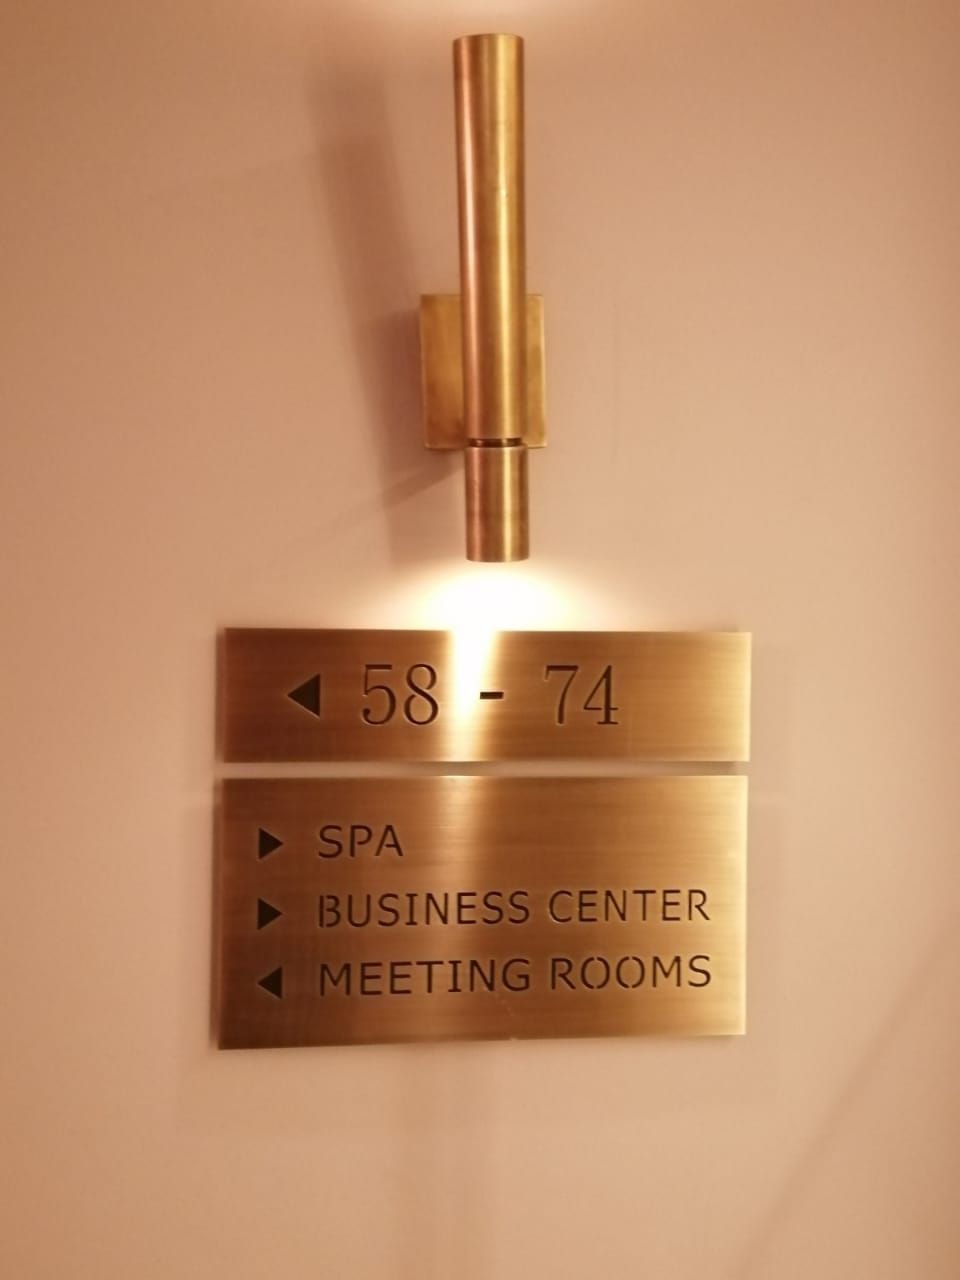 ◀ 58 - 74
▶ SPA
▶ BUSINESS CENTER
◀ MEETING ROOMS